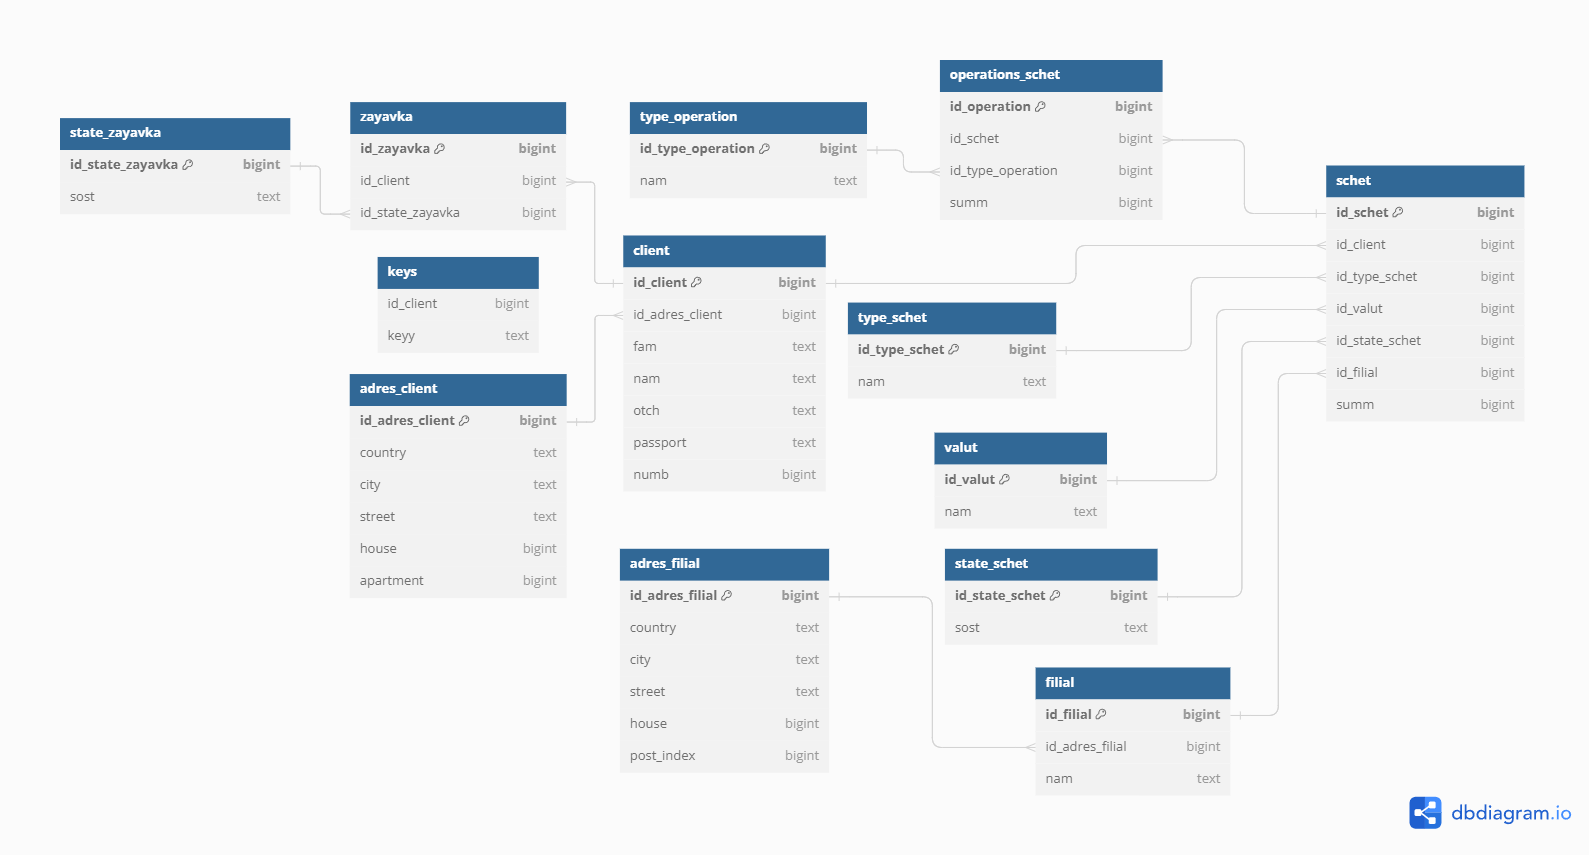 state_zayavka
id_state_zayavka bigint
sost text
zayavka
id_zayavka bigint
id_client bigint
id_state_zayavka bigint
type_operation
id_type_operation bigint
nam text
operations_schet
id_operation bigint
id_schet bigint
id_type_operation bigint
summ bigint
schet
id_schet bigint
id_client bigint
id_type_schet bigint
id_valut bigint
id_state_schet bigint
id_filial bigint
summ bigint
keys
id_client bigint
keyy text
client
id_client bigint
id_adres_client bigint
fam text
nam text
otch text
passport text
numb bigint
type_schet
id_type_schet bigint
nam text
adres_client
id_adres_client bigint
country text
city text
street text
house bigint
apartment bigint
valut
id_valut bigint
nam text
adres_filial
id_adres_filial bigint
country text
city text
street text
house bigint
post_index bigint
state_schet
id_state_schet bigint
sost text
filial
id_filial bigint
id_adres_filial bigint
nam text
dbdiagram.io